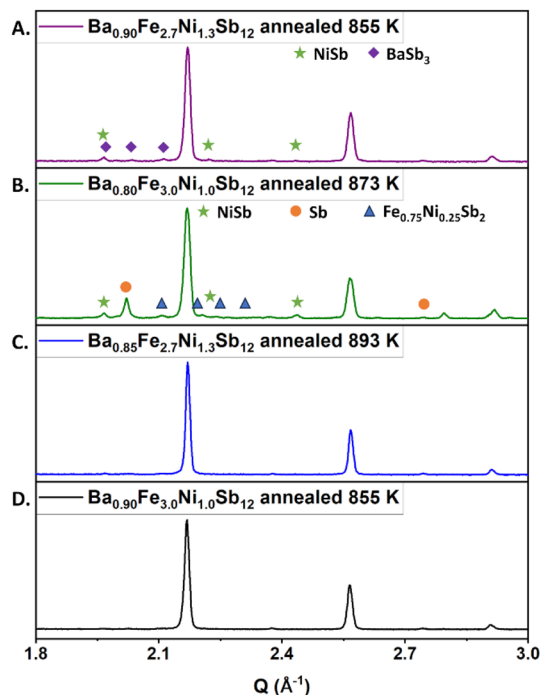 A. Ba₀.₉₀Fe₂.₇Ni₁.₃Sb₁₂ annealed 855 K
NiSb BaSb₃
B. Ba₀.₈₀Fe₃.₀Ni₁.₀Sb₁₂ annealed 873 K
NiSb Sb Fe₀.₇₅Ni₀.₂₅Sb₂
C. Ba₀.₈₅Fe₂.₇Ni₁.₃Sb₁₂ annealed 893 K
D. Ba₀.₉₀Fe₃.₀Ni₁.₀Sb₁₂ annealed 855 K
1.8 2.1 2.4 2.7 3.0
Q (Å⁻¹)